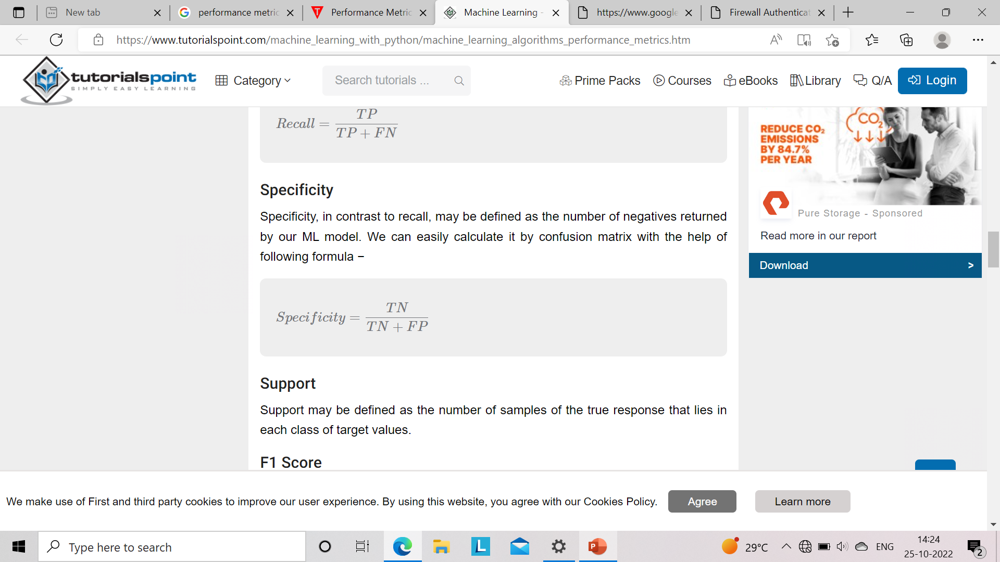 New tab
performance metric
Performance Metric
Machine Learning -
https://www.google
Firewall Authenticat
https://www.tutorialspoint.com/machine_learning_with_python/machine_learning_algorithms_performance_metrics.htm
tutorialspoint
SIMPLY EASY LEARNING
Category
Search tutorials ...
Prime Packs
Courses
eBooks
Library
Q/A
Login
Recall = TP / TP + FN
Specificity
Specificity, in contrast to recall, may be defined as the number of negatives returned
by our ML model. We can easily calculate it by confusion matrix with the help of
following formula −
Specificity = TN / TN + FP
Support
Support may be defined as the number of samples of the true response that lies in
each class of target values.
F1 Score
CO2
REDUCE CO2
EMISSIONS
BY 84.7%
PER YEAR
Pure Storage - Sponsored
Read more in our report
Download >
We make use of First and third party cookies to improve our user experience. By using this website, you agree with our Cookies Policy.
Agree
Learn more
Type here to search
L
P
29°C
ENG
14:24
25-10-2022
2